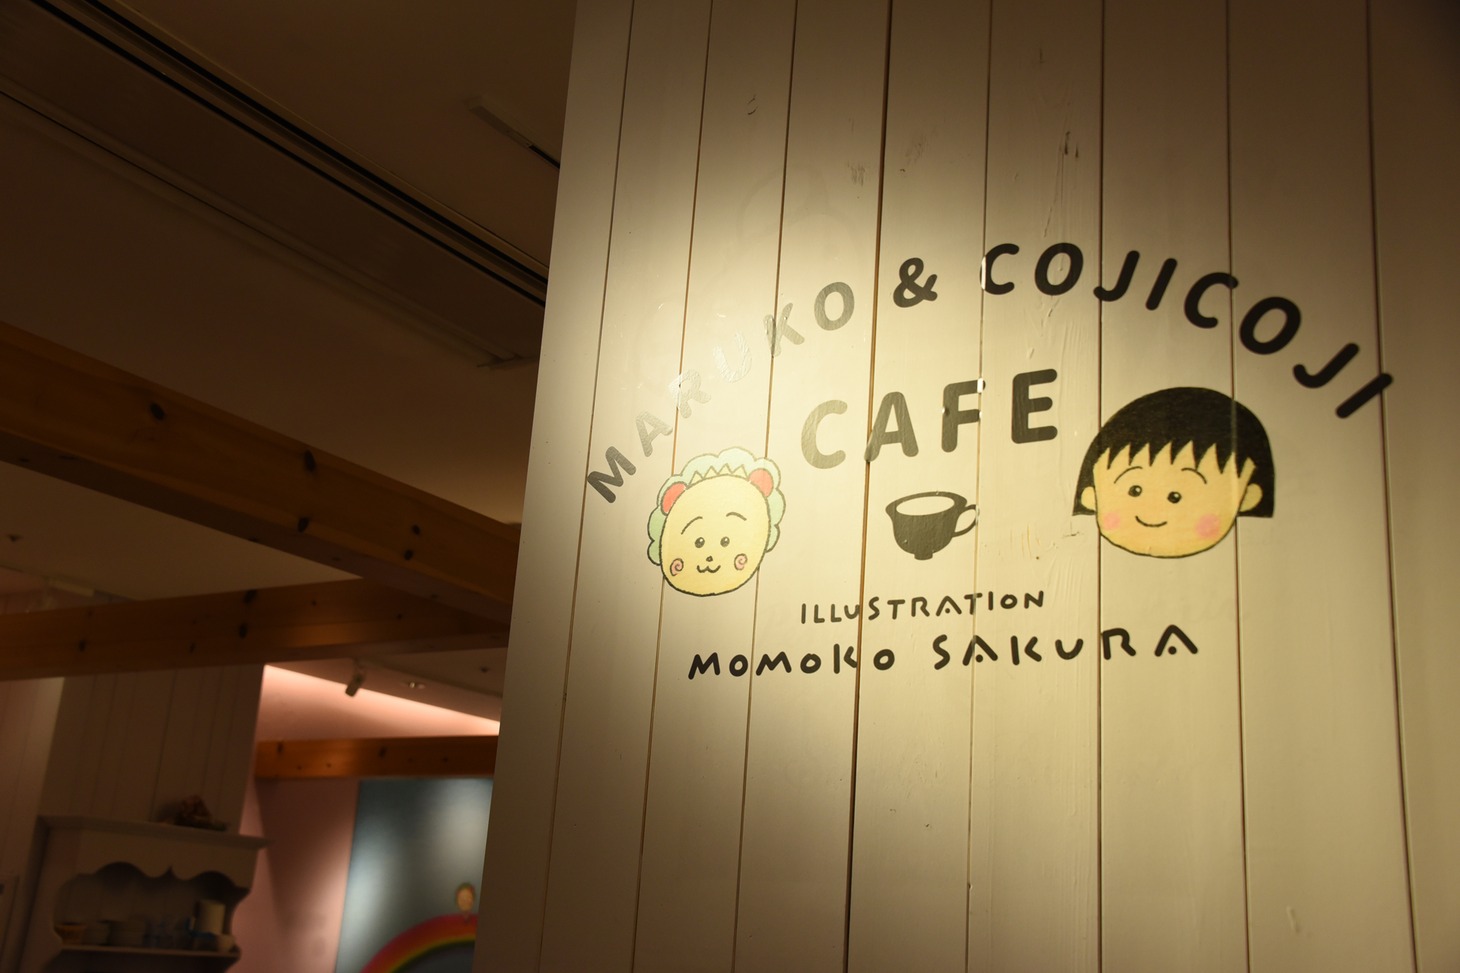 MARUKO & COJICOJI
CAFE
ILLUSTRATION
MOMOKO SAKURA